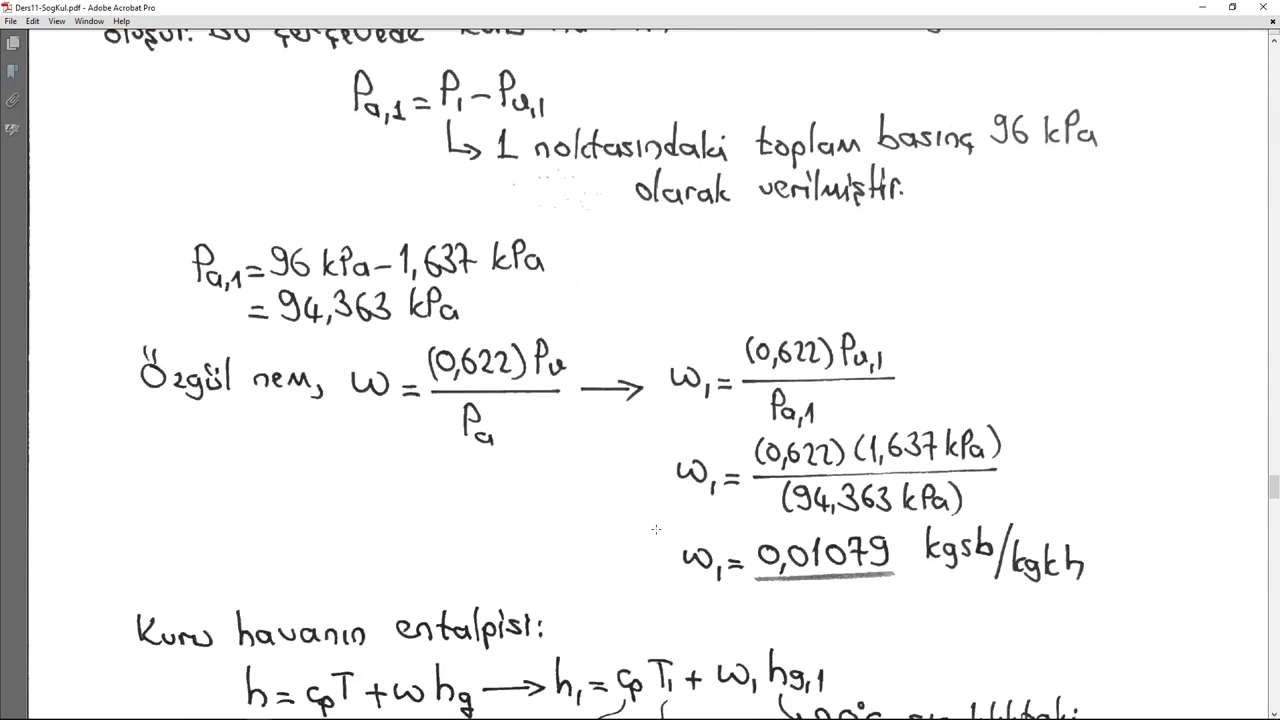 Ders11-SogKul.pdf - Adobe Acrobat Pro
File Edit View Window Help
Pa,1 = P1 - Pv,1
↳ 1 noktasındaki toplam basınç 96 kPa
olarak verilmiştir.
Pa,1 = 96 kPa - 1,637 kPa
= 94,363 kPa
Özgül nem, ω = (0,622) Pv / Pa → ω1 = (0,622) Pv,1 / Pa,1
ω1 = (0,622) (1,637 kPa) / (94,363 kPa)
ω1 = 0,01079 kgsb/kgkh
Kuru havanın entalpisi:
h = cpT + ω hg → h1 = cpT1 + ω1 hg,1